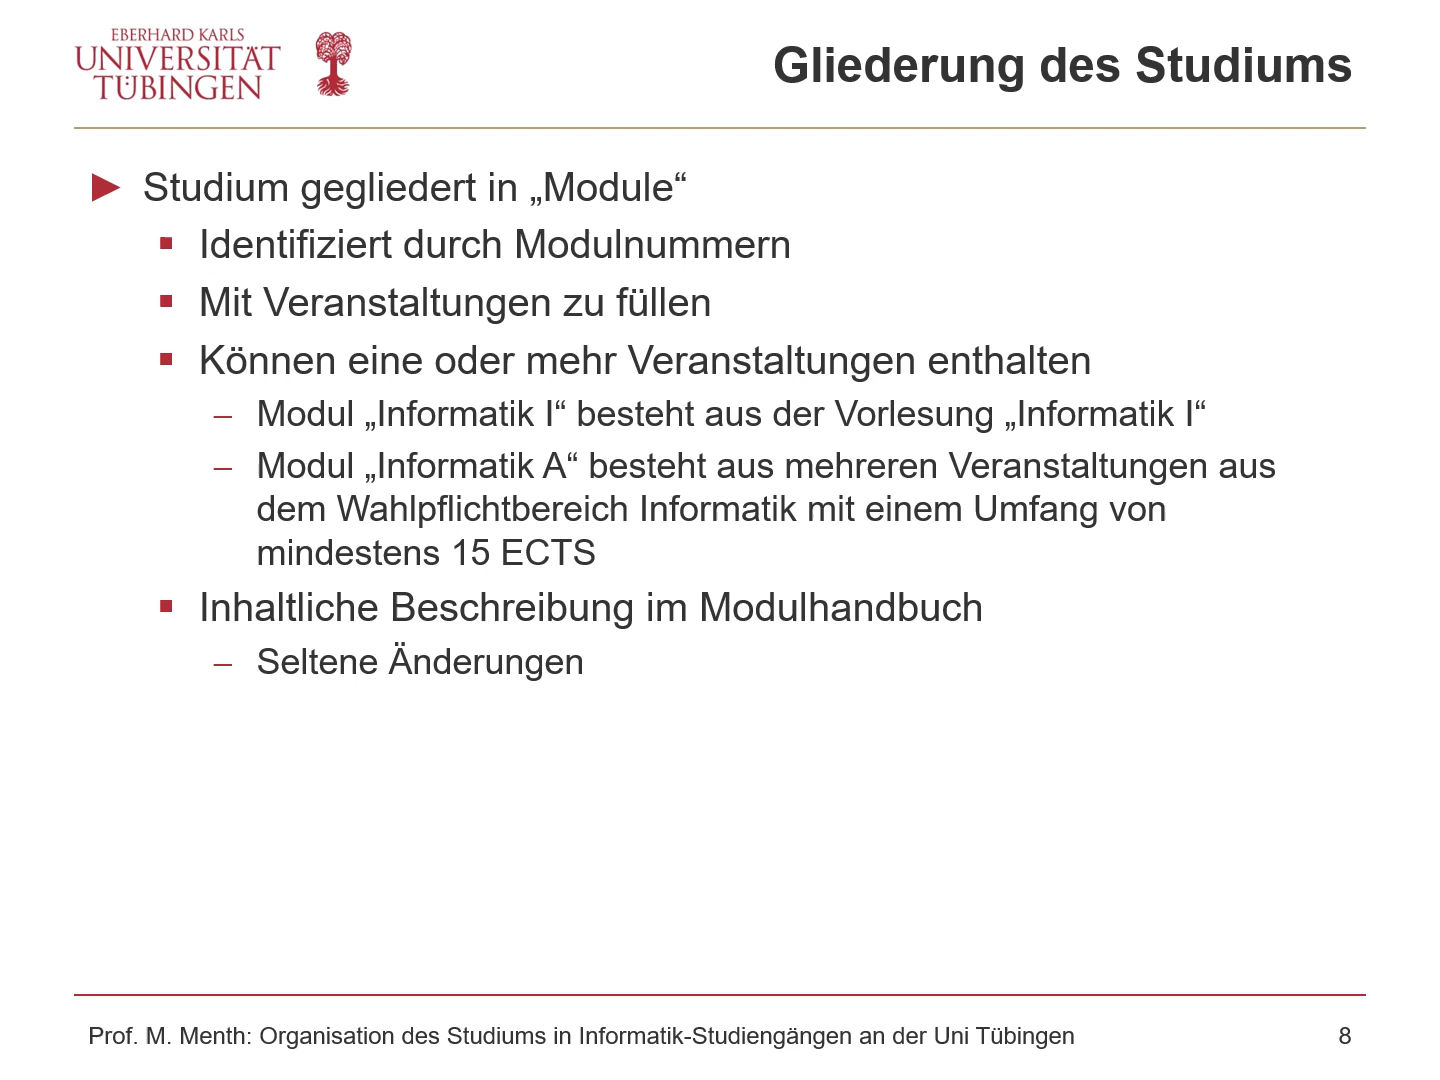 EBERHARD KARLS
UNIVERSITÄT
TÜBINGEN
Gliederung des Studiums
► Studium gegliedert in „Module“
▪ Identifiziert durch Modulnummern
▪ Mit Veranstaltungen zu füllen
▪ Können eine oder mehr Veranstaltungen enthalten
– Modul „Informatik I“ besteht aus der Vorlesung „Informatik I“
– Modul „Informatik A“ besteht aus mehreren Veranstaltungen aus
dem Wahlpflichtbereich Informatik mit einem Umfang von
mindestens 15 ECTS
▪ Inhaltliche Beschreibung im Modulhandbuch
– Seltene Änderungen
Prof. M. Menth: Organisation des Studiums in Informatik-Studiengängen an der Uni Tübingen 8